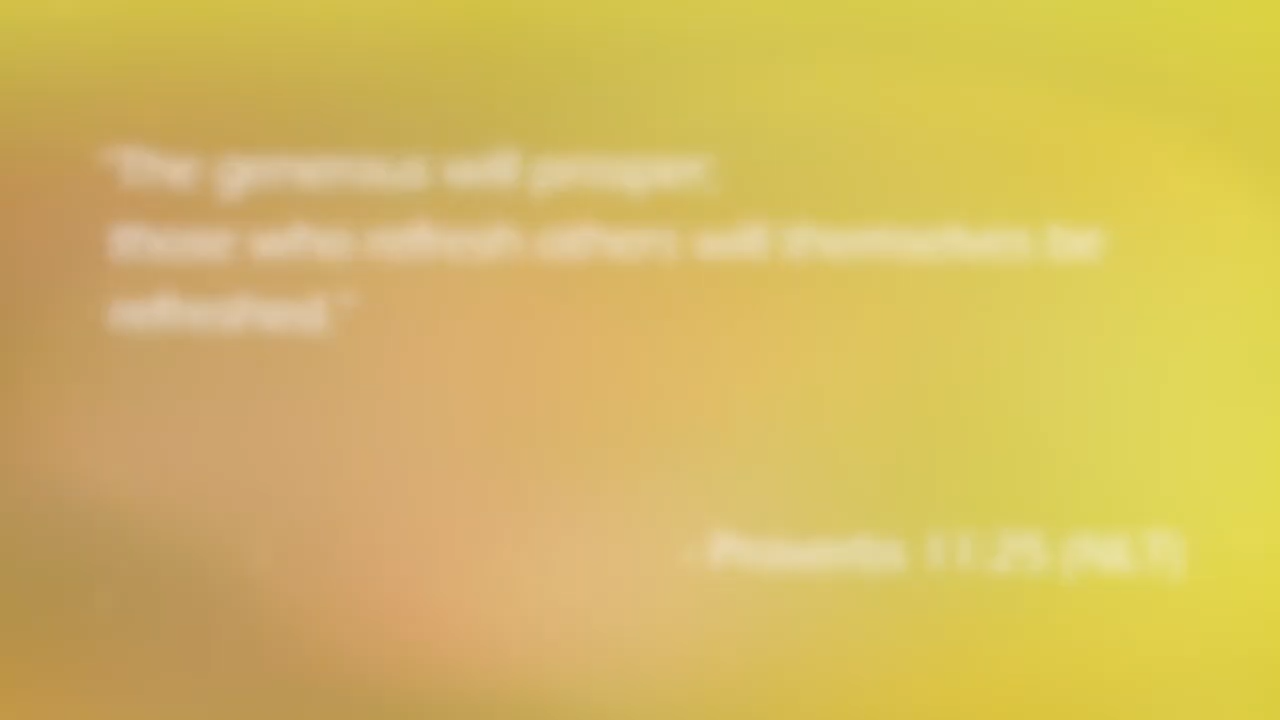 "The generous will prosper;
those who refresh others will themselves be
refreshed."
- Proverbs 11:25 (NLT)